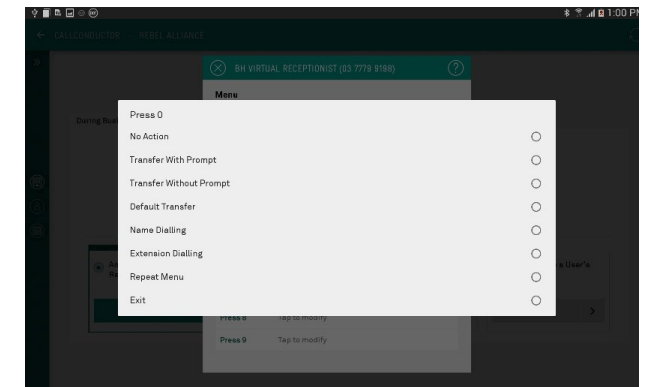 1:00 PM
CALLCONDUCTOR
REBEL ALLIANCE
BH VIRTUAL RECEPTIONIST (03 7779 9198)
?
Menu
Press 0
No Action
Transfer With Prompt
Transfer Without Prompt
Default Transfer
Name Dialling
Extension Dialling
Repeat Menu
Exit
a User's
Press 8 Tap to modify
Press 9 Tap to modify